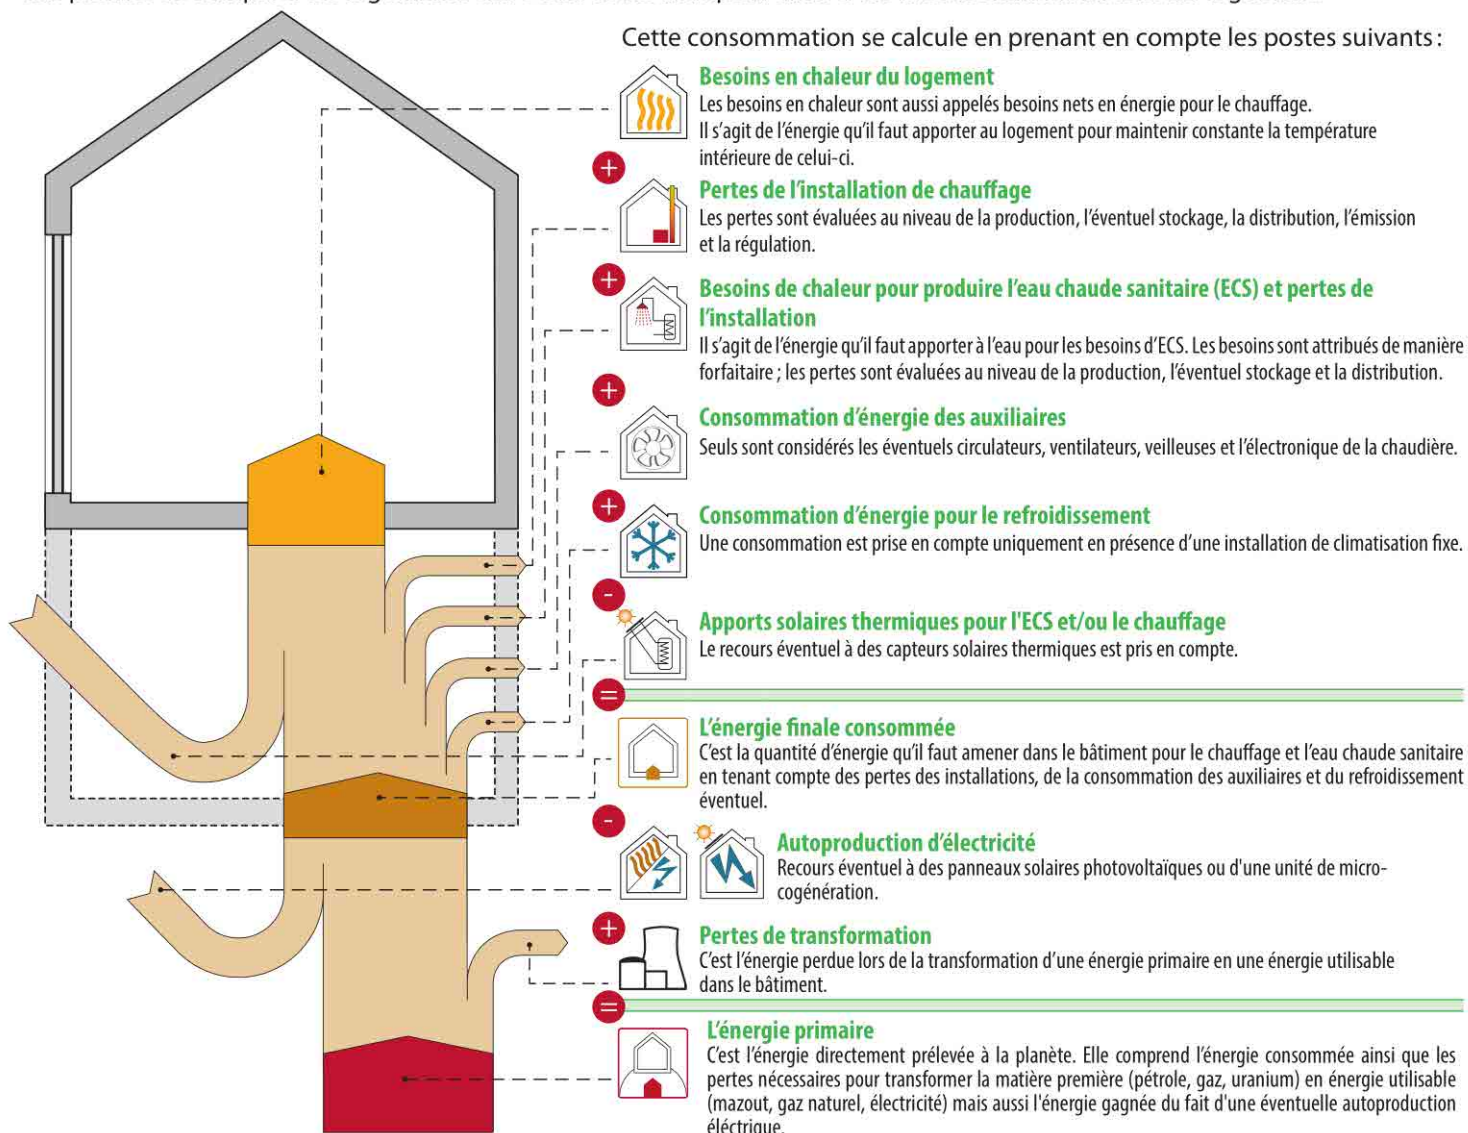 Cette consommation se calcule en prenant en compte les postes suivants :
Besoins en chaleur du logement
Les besoins en chaleur sont aussi appelés besoins nets en énergie pour le chauffage.
Il s'agit de l'énergie qu'il faut apporter au logement pour maintenir constante la température
intérieure de celui-ci.
+
Pertes de l'installation de chauffage
Les pertes sont évaluées au niveau de la production, l'éventuel stockage, la distribution, l'émission
et la régulation.
+
Besoins de chaleur pour produire l'eau chaude sanitaire (ECS) et pertes de
l'installation
Il s'agit de l'énergie qu'il faut apporter à l'eau pour les besoins d'ECS. Les besoins sont attribués de manière
forfaitaire ; les pertes sont évaluées au niveau de la production, l'éventuel stockage et la distribution.
+
Consommation d'énergie des auxiliaires
Seuls sont considérés les éventuels circulateurs, ventilateurs, veilleuses et l'électronique de la chaudière.
+
Consommation d'énergie pour le refroidissement
Une consommation est prise en compte uniquement en présence d'une installation de climatisation fixe.
-
Apports solaires thermiques pour l'ECS et/ou le chauffage
Le recours éventuel à des capteurs solaires thermiques est pris en compte.
=
L'énergie finale consommée
C'est la quantité d'énergie qu'il faut amener dans le bâtiment pour le chauffage et l'eau chaude sanitaire
en tenant compte des pertes des installations, de la consommation des auxiliaires et du refroidissement
éventuel.
-
Autoproduction d'électricité
Recours éventuel à des panneaux solaires photovoltaïques ou d'une unité de micro-
cogénération.
+
Pertes de transformation
C'est l'énergie perdue lors de la transformation d'une énergie primaire en une énergie utilisable
dans le bâtiment.
=
L'énergie primaire
C'est l'énergie directement prélevée à la planète. Elle comprend l'énergie consommée ainsi que les
pertes nécessaires pour transformer la matière première (pétrole, gaz, uranium) en énergie utilisable
(mazout, gaz naturel, électricité) mais aussi l'énergie gagnée du fait d'une éventuelle autoproduction
éléctrique.